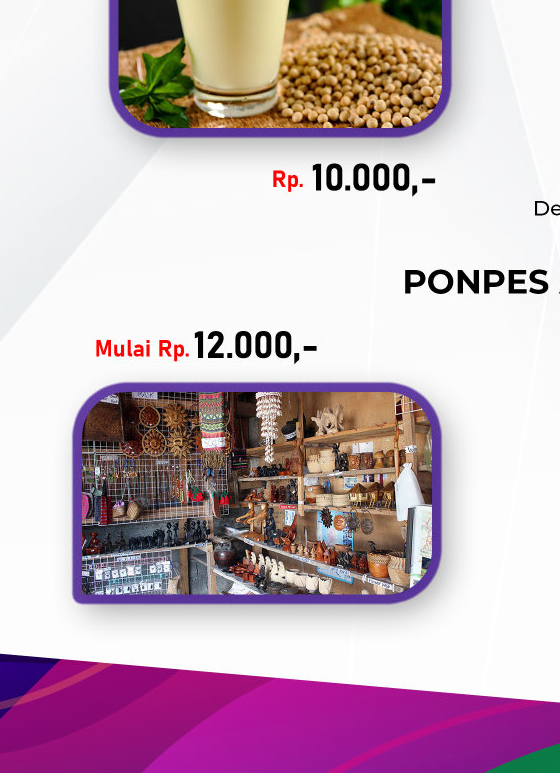 Rp. 10.000,-
De
PONPES
Mulai Rp. 12.000,-